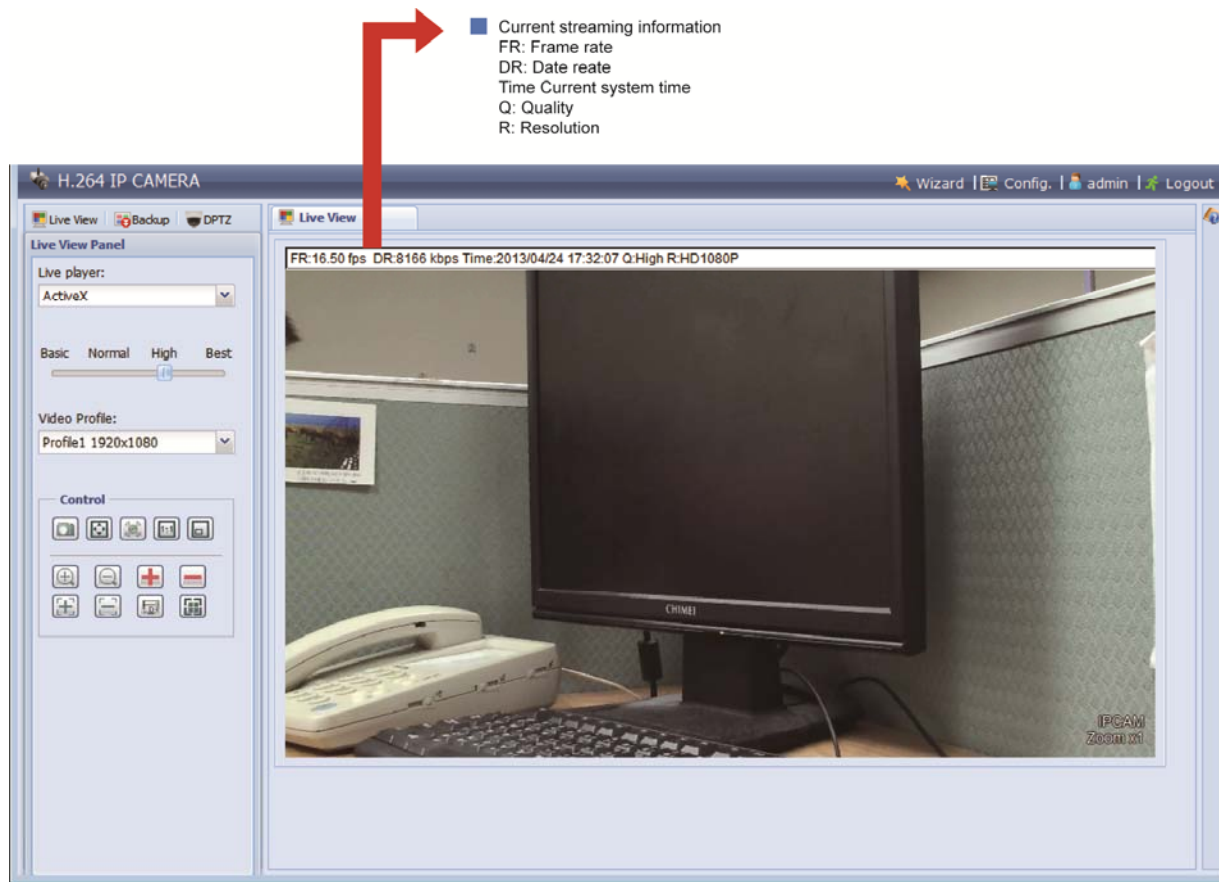 Current streaming information
FR: Frame rate
DR: Date reate
Time Current system time
Q: Quality
R: Resolution
H.264 IP CAMERA
Wizard | Config. | admin | Logout
Live View | Backup | DPTZ
Live View
Live View Panel
FR:16.50 fps DR:8166 kbps Time:2013/04/24 17:32:07 Q:High R:HD1080P
Live player:
ActiveX
Basic Normal High Best
Video Profile:
Profile1 1920x1080
Control
1:1
CHIMEI
IPCAM
Zoom x1